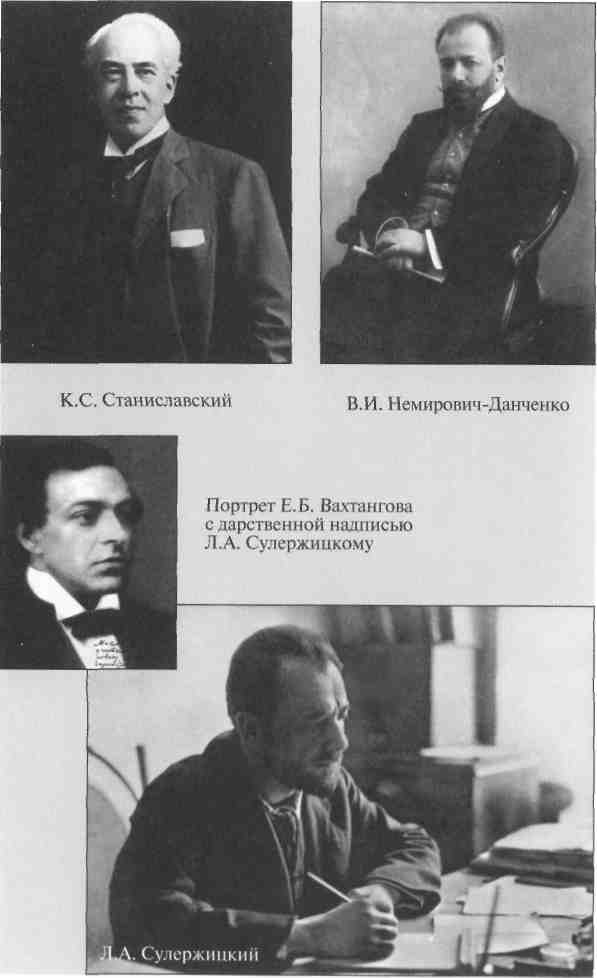 К.С. Станиславский
В.И. Немирович-Данченко
Портрет Е.Б. Вахтангова
с дарственной надписью
Л.А. Сулержицкому
Л.А. Сулержицкий